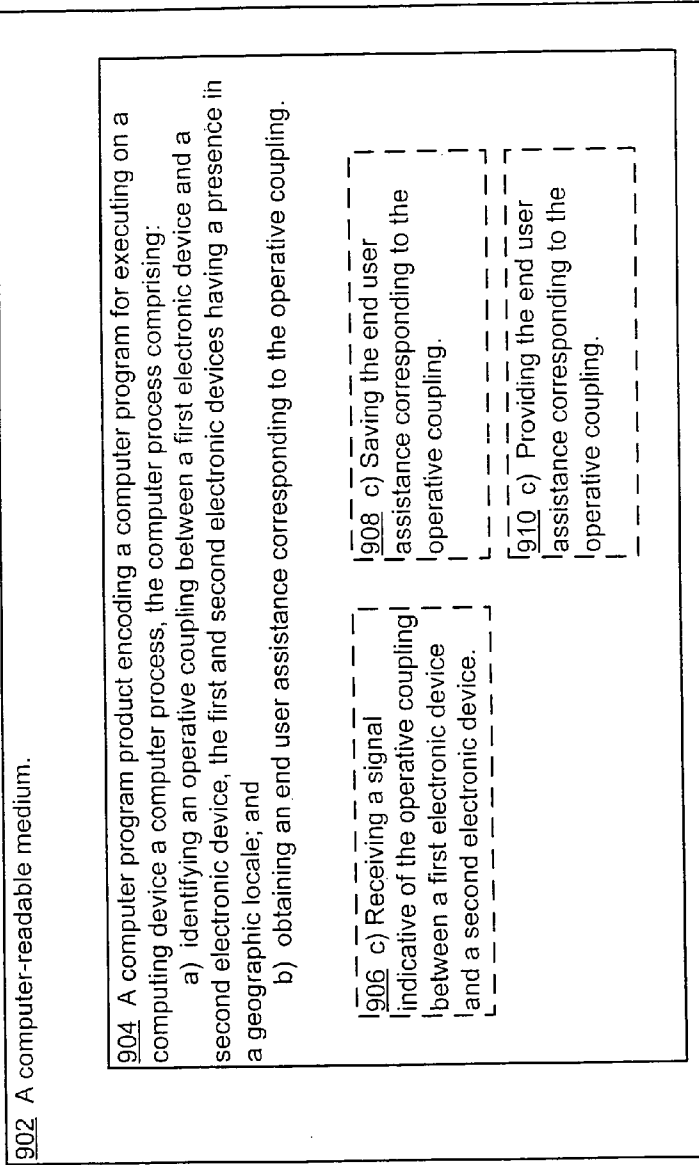 902 A computer-readable medium.
904 A computer program product encoding a computer program for executing on a
computing device a computer process, the computer process comprising:
a) identifying an operative coupling between a first electronic device and a
second electronic device, the first and second electronic devices having a presence in
a geographic locale; and
b) obtaining an end user assistance corresponding to the operative coupling.
906 c) Receiving a signal
indicative of the operative coupling
between a first electronic device
and a second electronic device.
908 c) Saving the end user
assistance corresponding to the
operative coupling.
910 c) Providing the end user
assistance corresponding to the
operative coupling.